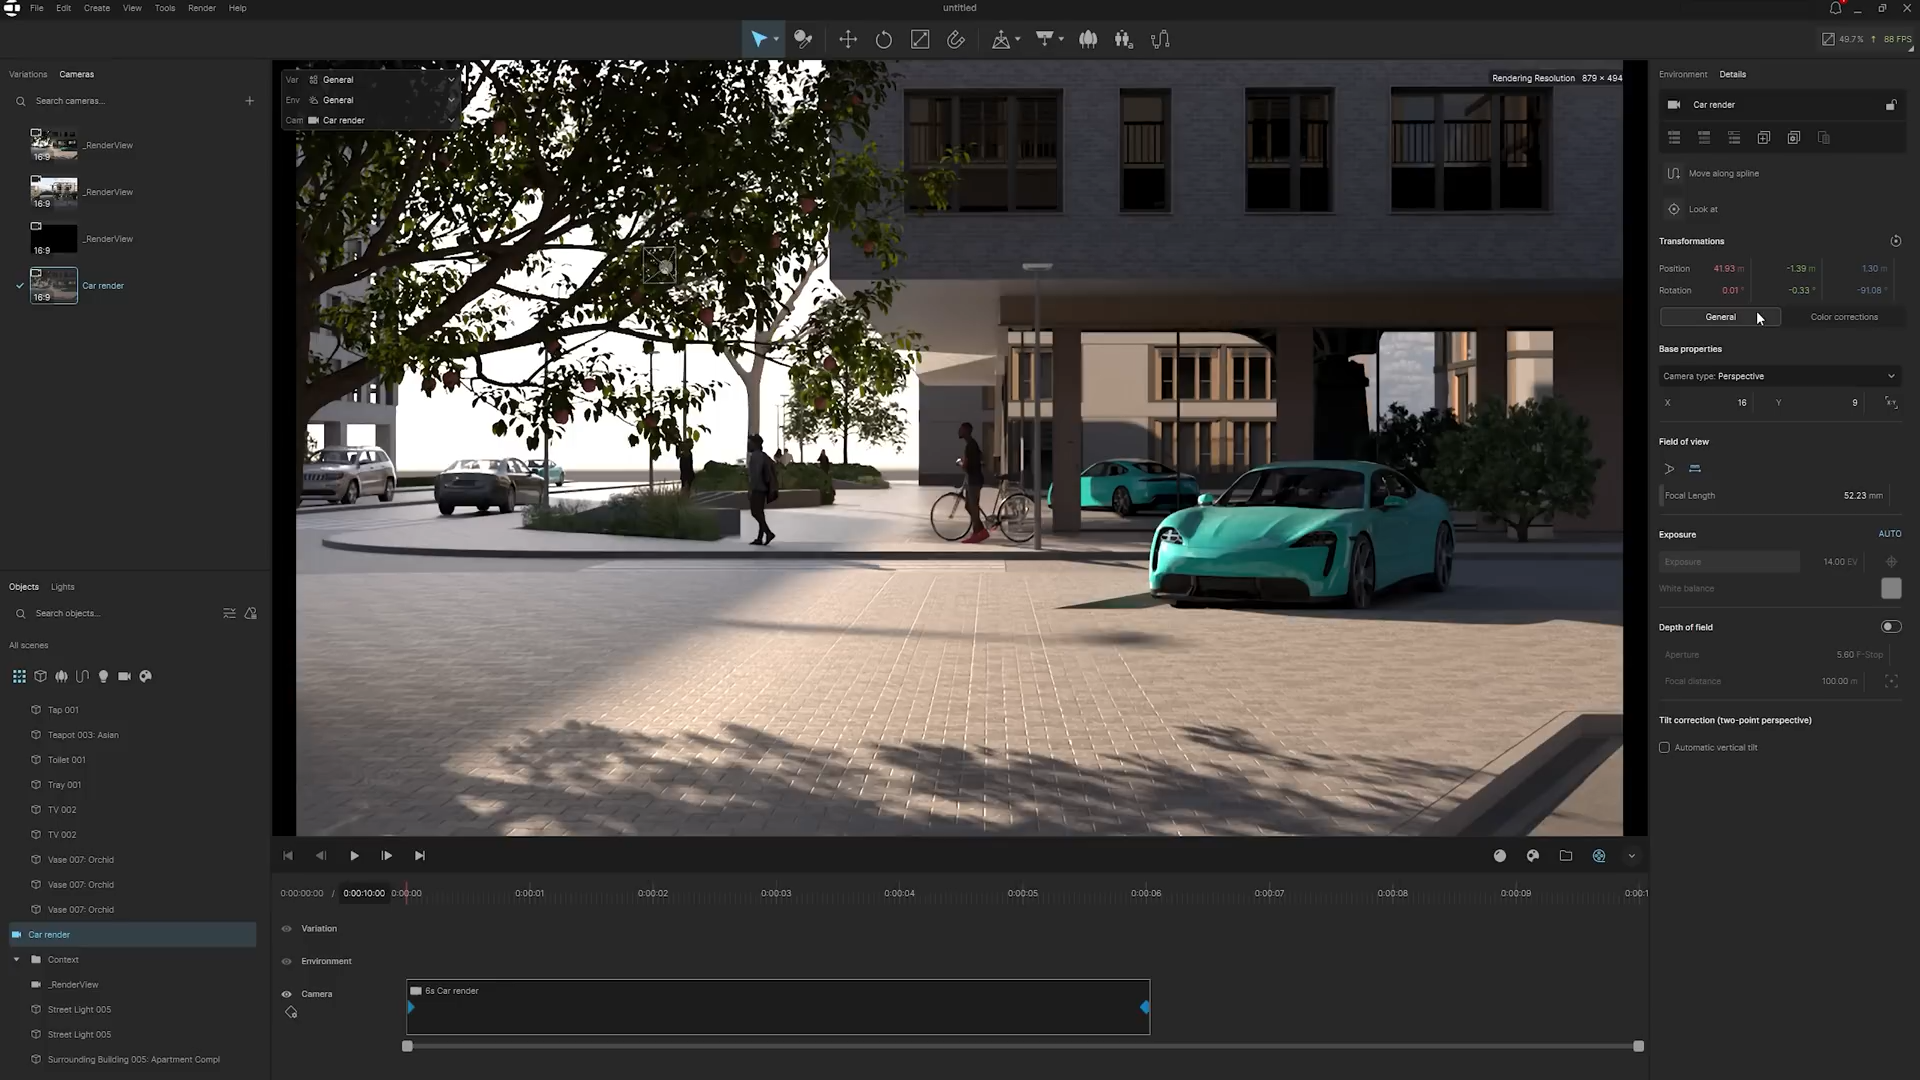 File Edit Create View Tools Render Help
untitled
49.7% ↑ 88 FPS
Variations Cameras
Search cameras...
16:9 _RenderView
16:9 _RenderView
16:9 _RenderView
16:9 Car render
Objects Lights
Search objects...
All scenes
Tap 001
Teapot 003: Asian
Toilet 001
Tray 001
TV 002
TV 002
Vase 007: Orchid
Vase 007: Orchid
Vase 007: Orchid
Car render
Context
_RenderView
Street Light 005
Street Light 005
Surrounding Building 005: Apartment Compl
Var General
Env General
Cam Car render
Rendering Resolution 879 × 494
0:00:00:00 / 0:00:10:00 0:00:00 0:00:01 0:00:02 0:00:03 0:00:04 0:00:05 0:00:06 0:00:07 0:00:08 0:00:09 0:00:1
Variation
Environment
Camera
6s Car render
Environment Details
Car render
Move along spline
Look at
Transformations
Position 41.93 m -1.39 m 1.30 m
Rotation 0.01 ° -0.33 ° -91.08 °
General Color corrections
Base properties
Camera type: Perspective
X 16 Y 9
Field of view
Focal Length 52.23 mm
Exposure AUTO
Exposure 14.00 EV
White balance
Depth of field
Aperture 5.60 F-Stop
Focal distance 100.00 m
Tilt correction (two-point perspective)
Automatic vertical tilt